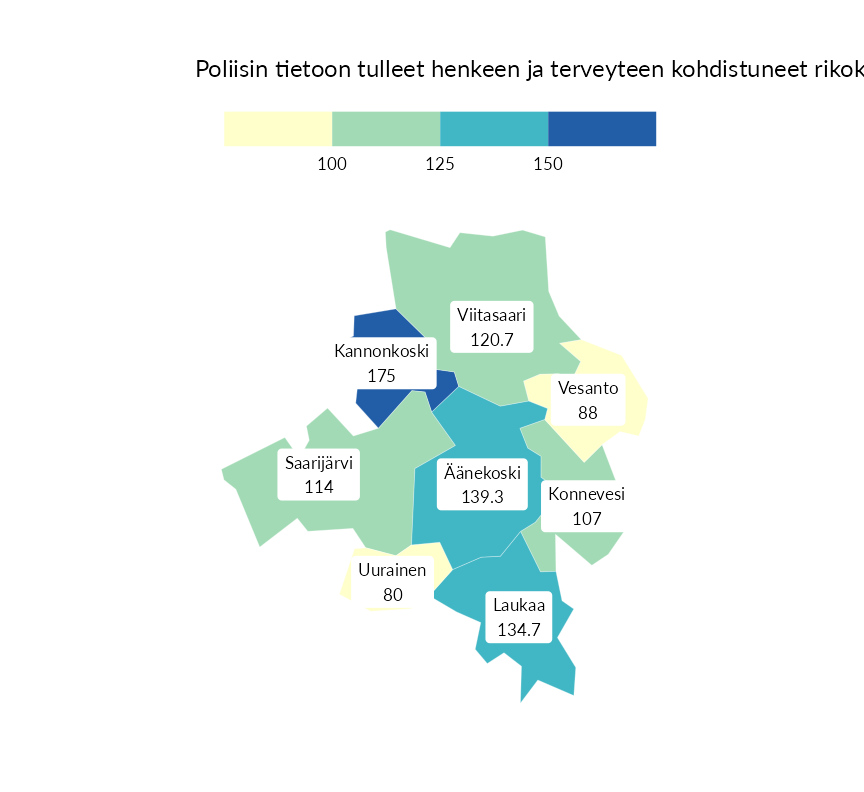 Poliisin tietoon tulleet henkeen ja terveyteen kohdistuneet rikok
100 125 150
Viitasaari
120.7
Kannonkoski
175
Vesanto
88
Saarijärvi
114
Äänekoski
139.3
Konnevesi
107
Uurainen
80
Laukaa
134.7